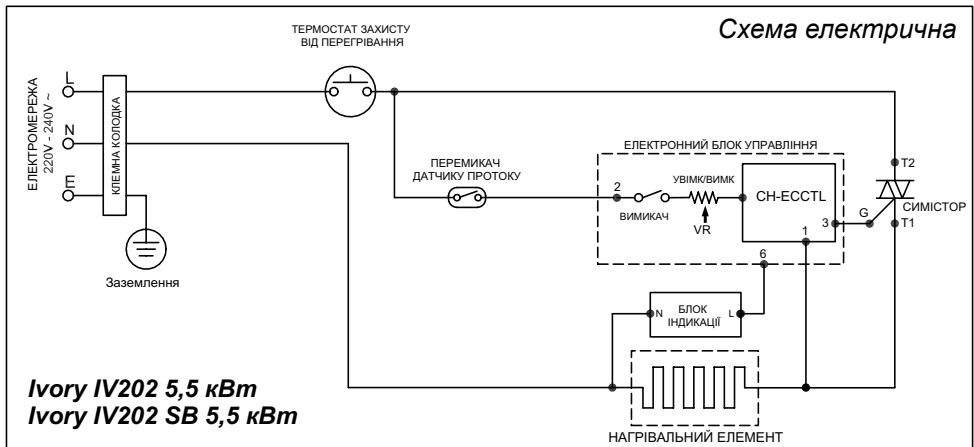 Схема електрична
ТЕРМОСТАТ ЗАХИСТУ
ВІД ПЕРЕГРІВАННЯ
ЕЛЕКТРОМЕРЕЖА
220V - 240V ~
L
N
E
КЛЕМНА КОЛОДКА
Заземлення
ПЕРЕМИКАЧ
ДАТЧИКУ ПРОТОКУ
ЕЛЕКТРОННИЙ БЛОК УПРАВЛІННЯ
2
ВИМИКАЧ
УВІМК/ВИМК
VR
CH-ECCTL
3
1
6
G
T2
СИМІСТОР
T1
N
БЛОК
ІНДИКАЦІЇ
L
НАГРІВАЛЬНИЙ ЕЛЕМЕНТ
Ivory IV202 5,5 кВт
Ivory IV202 SB 5,5 кВт